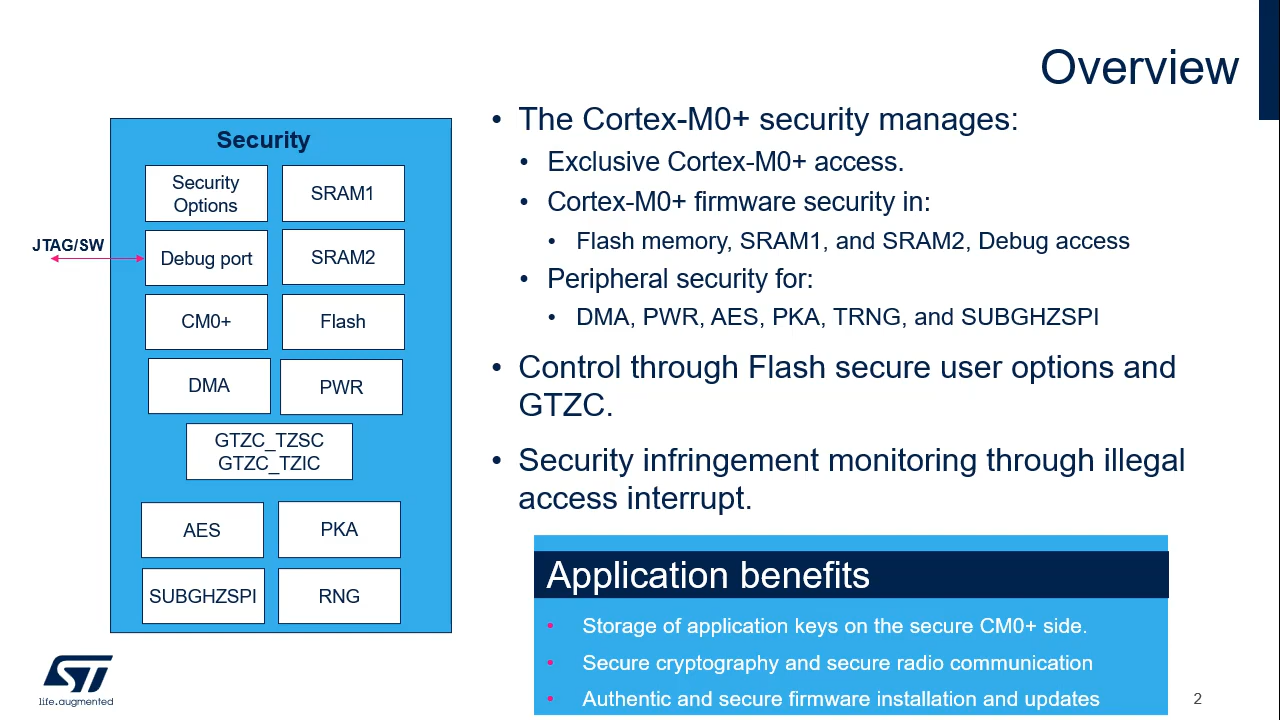 Overview
Security
Security
Options
SRAM1
JTAG/SW
Debug port
SRAM2
CM0+
Flash
DMA
PWR
GTZC_TZSC
GTZC_TZIC
AES
PKA
SUBGHZSPI
RNG
• The Cortex-M0+ security manages:
• Exclusive Cortex-M0+ access.
• Cortex-M0+ firmware security in:
• Flash memory, SRAM1, and SRAM2, Debug access
• Peripheral security for:
• DMA, PWR, AES, PKA, TRNG, and SUBGHZSPI
• Control through Flash secure user options and
GTZC.
• Security infringement monitoring through illegal
access interrupt.
Application benefits
• Storage of application keys on the secure CM0+ side.
• Secure cryptography and secure radio communication
• Authentic and secure firmware installation and updates
ST
life.augmented
2